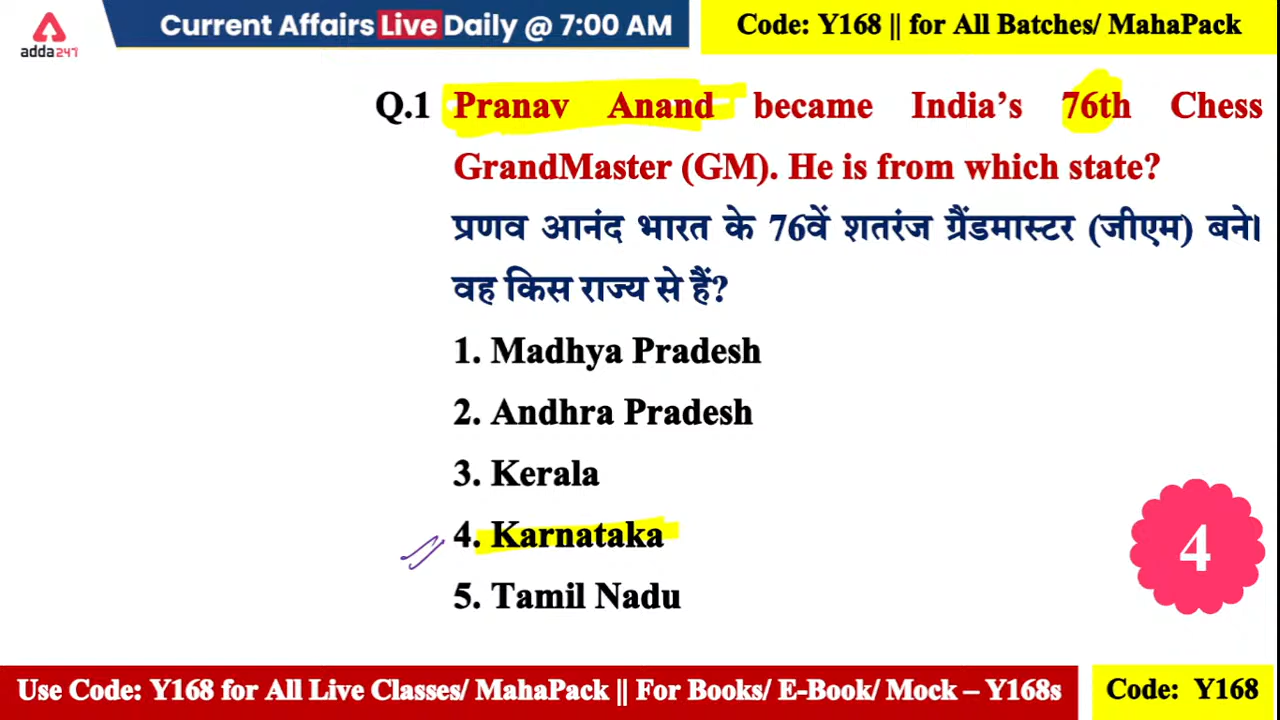 adda247
Current Affairs Live Daily @ 7:00 AM
Code: Y168 || for All Batches/ MahaPack
Q.1 Pranav Anand became India’s 76th Chess
GrandMaster (GM). He is from which state?
प्रणव आनंद भारत के 76वें शतरंज ग्रैंडमास्टर (जीएम) बने।
वह किस राज्य से हैं?
1. Madhya Pradesh
2. Andhra Pradesh
3. Kerala
4. Karnataka
5. Tamil Nadu
4
Use Code: Y168 for All Live Classes/ MahaPack || For Books/ E-Book/ Mock – Y168s
Code: Y168